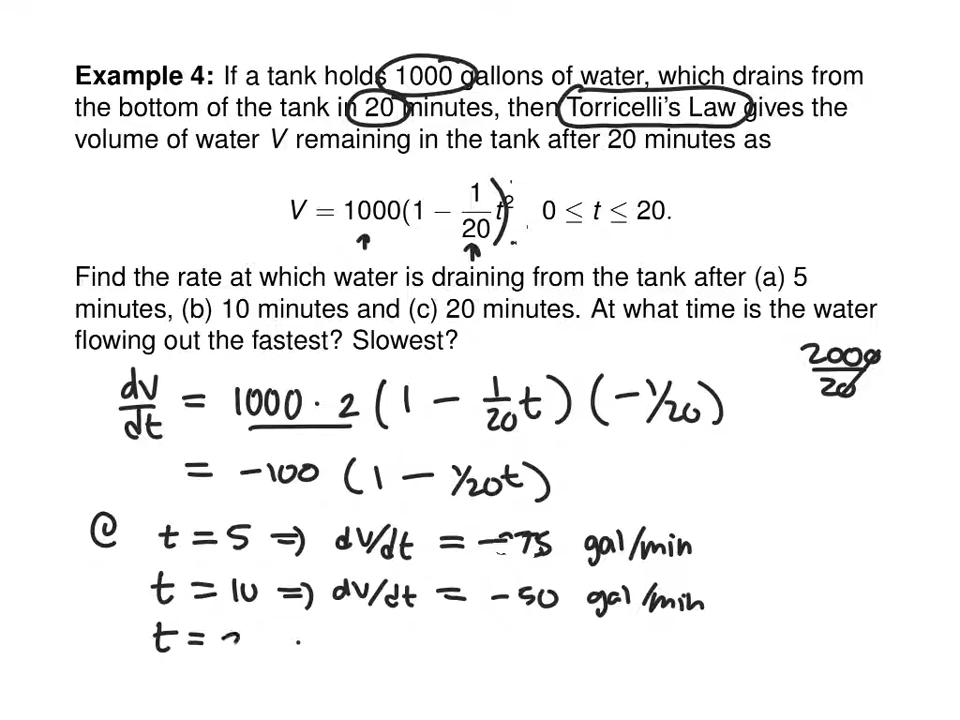 Example 4: If a tank holds 1000 gallons of water, which drains from
the bottom of the tank in 20 minutes, then Torricelli's Law gives the
volume of water V remaining in the tank after 20 minutes as
V = 1000(1 − 1/20 t)² 0 ≤ t ≤ 20.
Find the rate at which water is draining from the tank after (a) 5
minutes, (b) 10 minutes and (c) 20 minutes. At what time is the water
flowing out the fastest? Slowest?
2000/20
dV/dt = 1000 · 2 (1 − 1/20 t) (−1/20)
= −100 (1 − 1/20 t)
@ t = 5 => dV/dt = −75 gal/min
t = 10 => dV/dt = −50 gal/min
t =